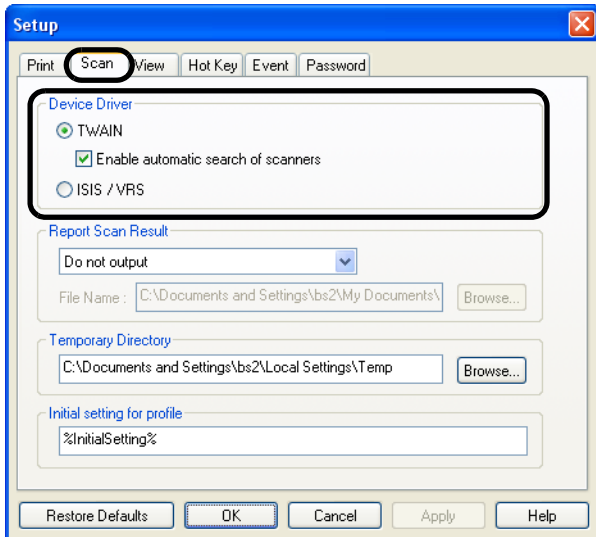 Setup
Print Scan View Hot Key Event Password
Device Driver
TWAIN
Enable automatic search of scanners
ISIS / VRS
Report Scan Result
Do not output
File Name : C:\Documents and Settings\bs2\My Documents\ Browse...
Temporary Directory
C:\Documents and Settings\bs2\Local Settings\Temp Browse...
Initial setting for profile
%InitialSetting%
Restore Defaults OK Cancel Apply Help